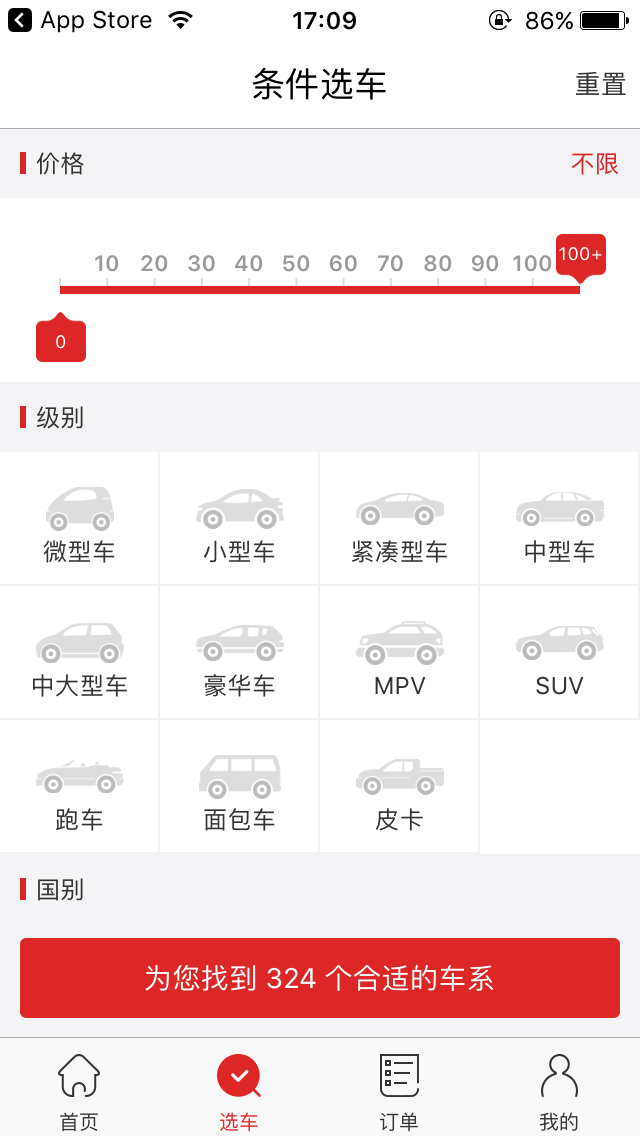 App Store 17:09 86%
条件选车 重置
价格 不限
10 20 30 40 50 60 70 80 90 100 100+
0
级别
微型车 小型车 紧凑型车 中型车
中大型车 豪华车 MPV SUV
跑车 面包车 皮卡
国别
为您找到 324 个合适的车系
首页 选车 订单 我的